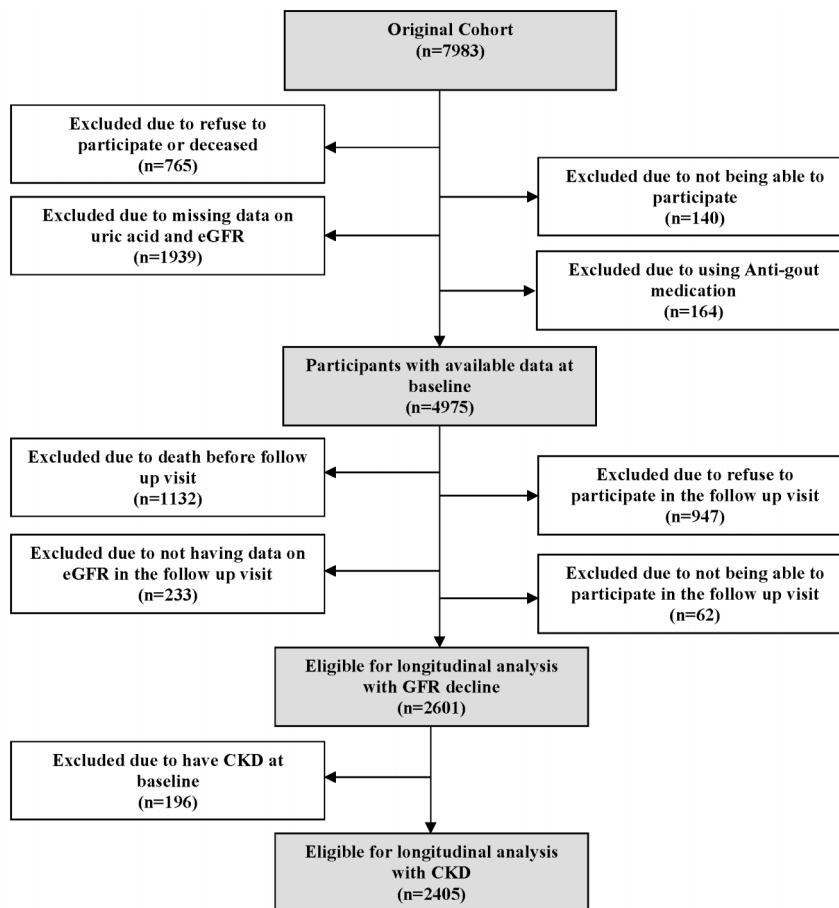 Original Cohort
(n=7983)
Excluded due to refuse to
participate or deceased
(n=765)
Excluded due to not being able to
participate
(n=140)
Excluded due to missing data on
uric acid and eGFR
(n=1939)
Excluded due to using Anti-gout
medication
(n=164)
Participants with available data at
baseline
(n=4975)
Excluded due to death before follow
up visit
(n=1132)
Excluded due to refuse to
participate in the follow up visit
(n=947)
Excluded due to not having data on
eGFR in the follow up visit
(n=233)
Excluded due to not being able to
participate in the follow up visit
(n=62)
Eligible for longitudinal analysis
with GFR decline
(n=2601)
Excluded due to have CKD at
baseline
(n=196)
Eligible for longitudinal analysis
with CKD
(n=2405)